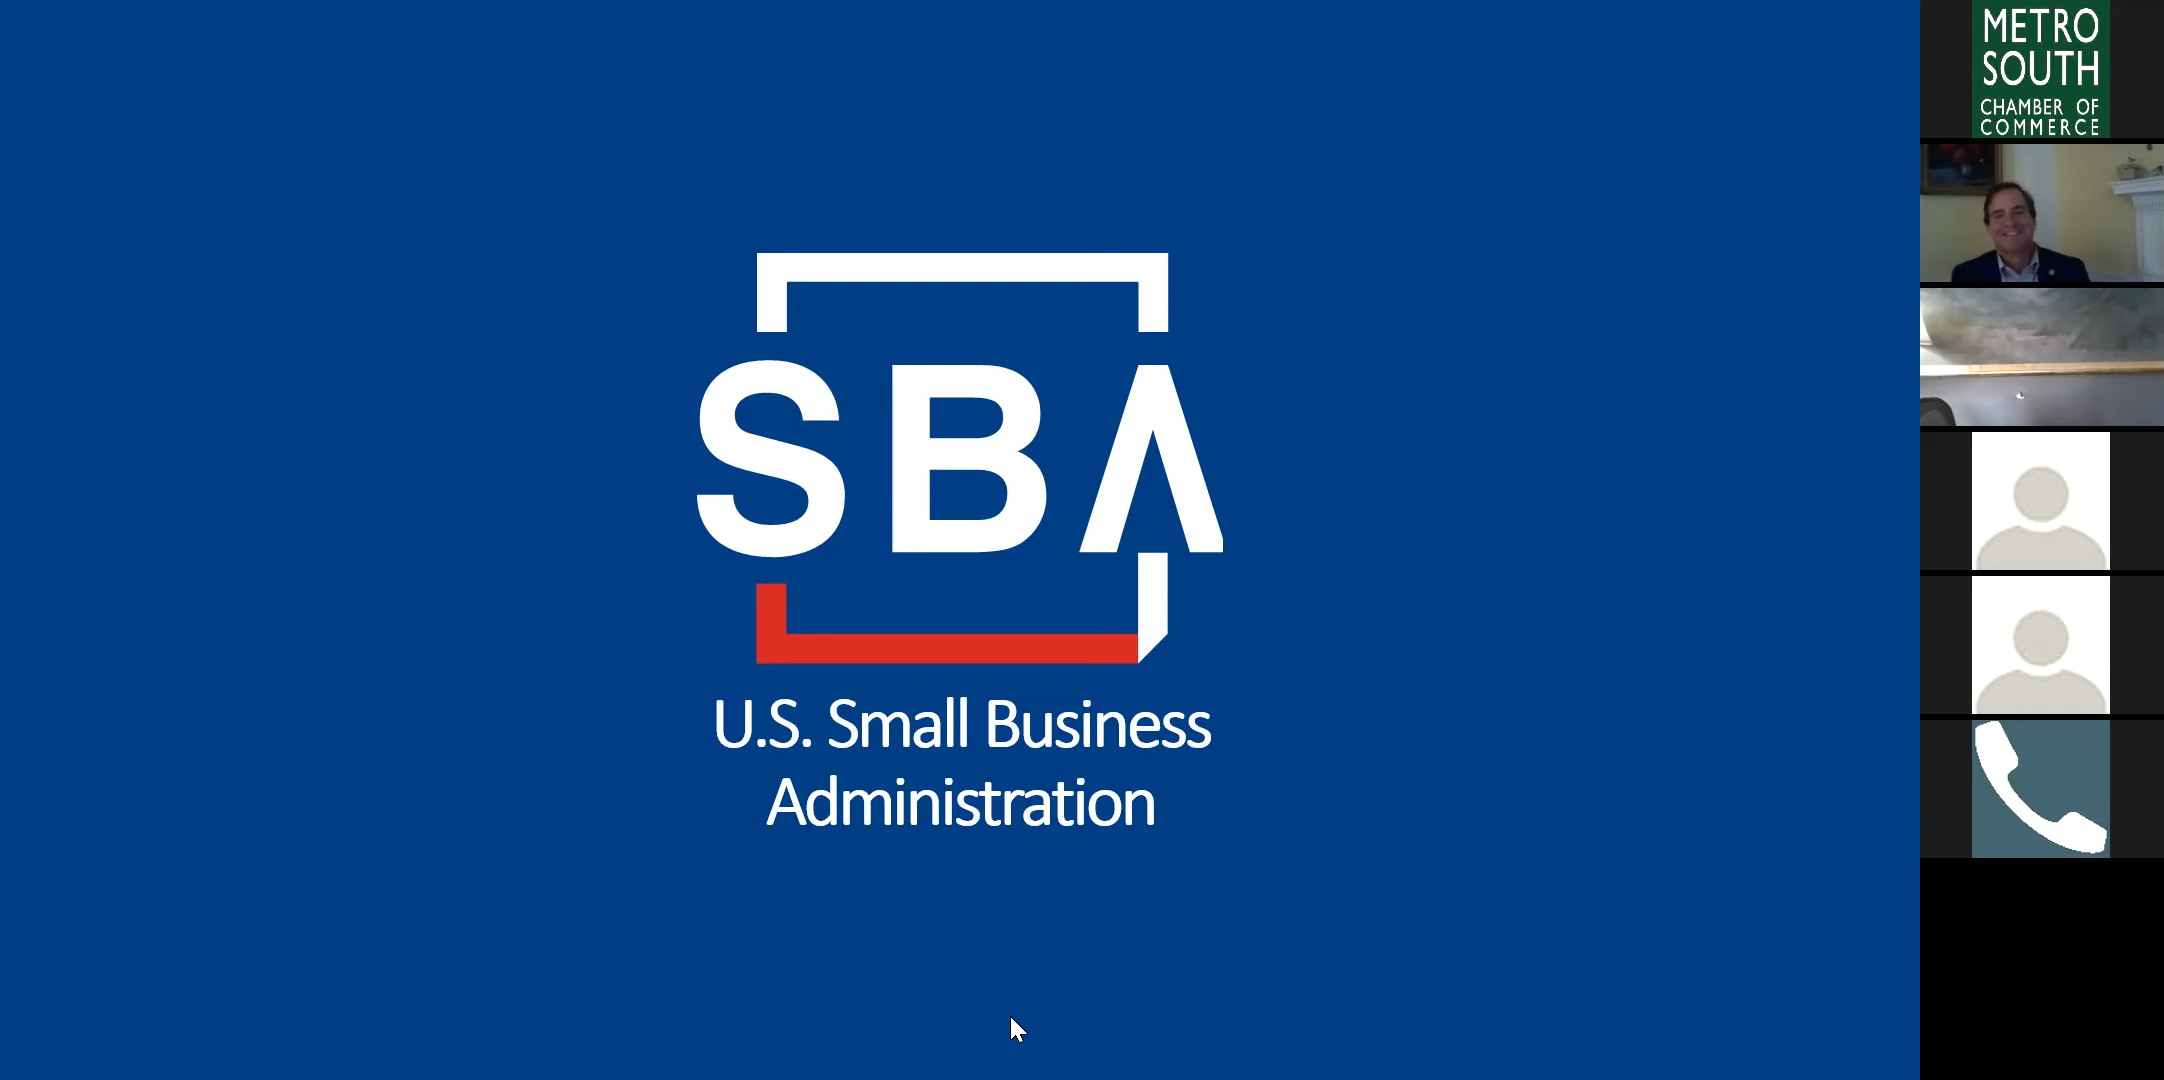 SBA
U.S. Small Business
Administration
METRO
SOUTH
CHAMBER OF
COMMERCE